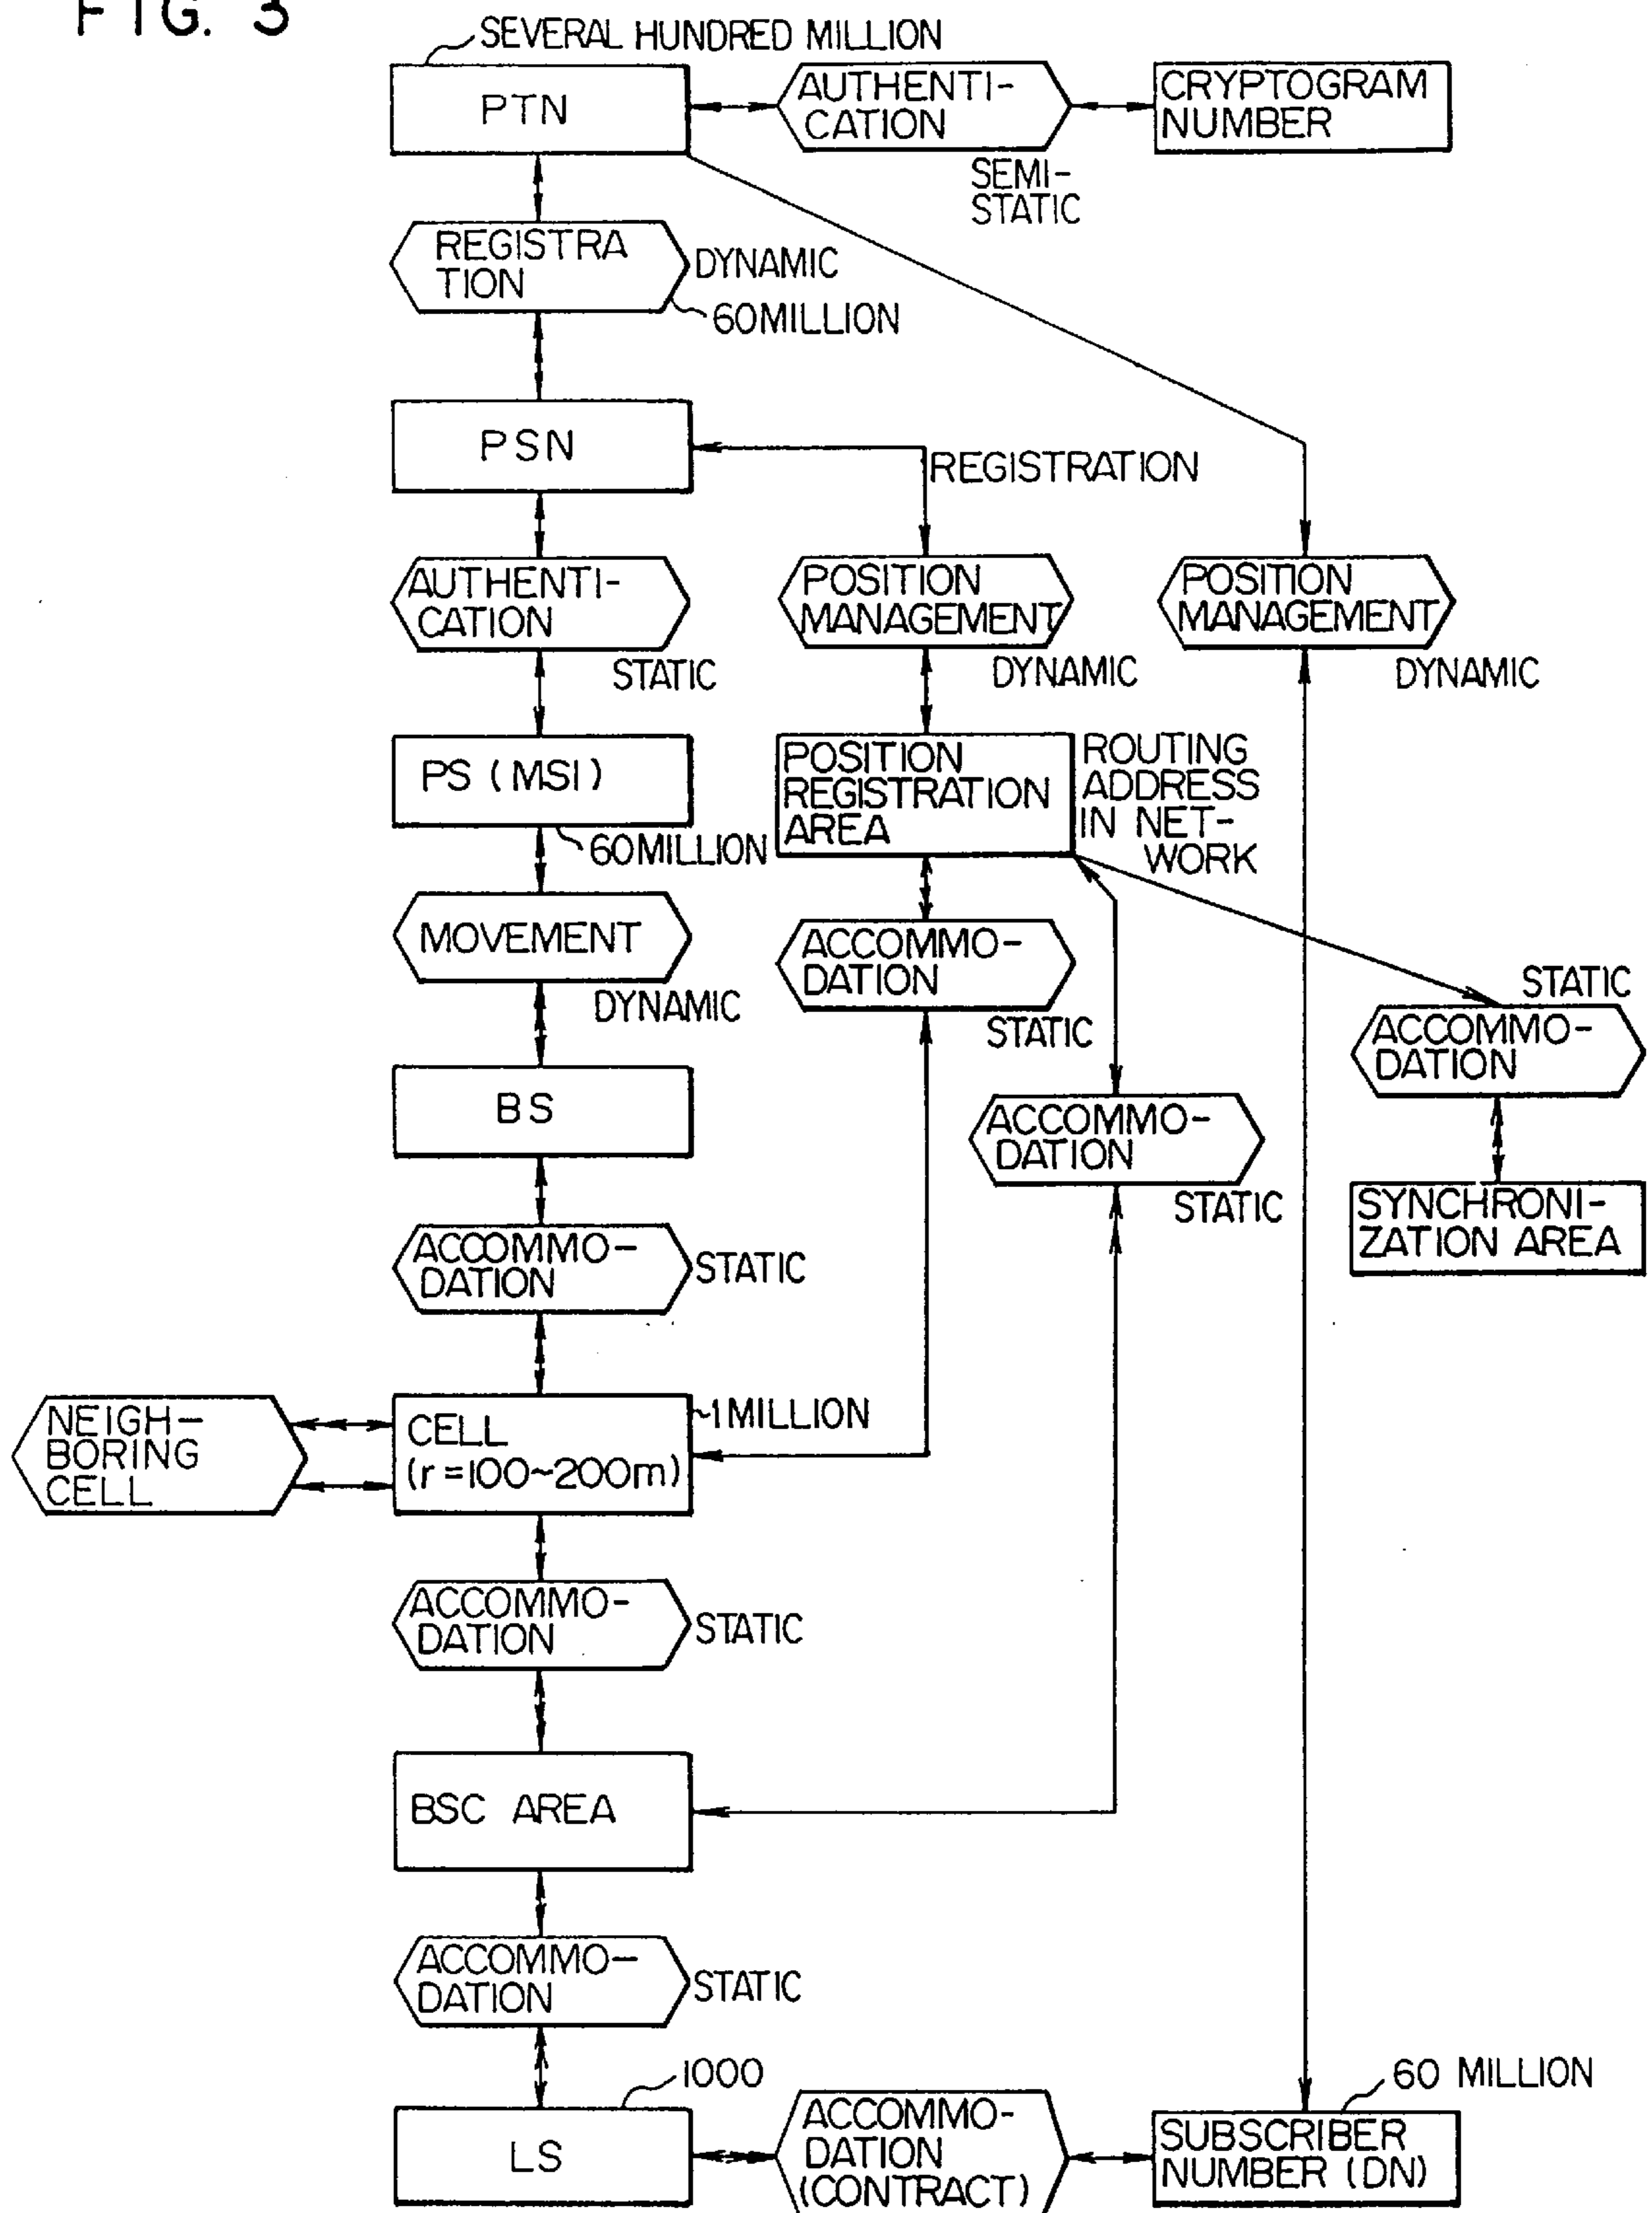 FIG. 3
SEVERAL HUNDRED MILLION
PTN
AUTHENTI-
CATION
CRYPTOGRAM
NUMBER
SEMI-
STATIC
REGISTRA
TION
DYNAMIC
60MILLION
PSN
REGISTRATION
AUTHENTI-
CATION
STATIC
POSITION
MANAGEMENT
DYNAMIC
POSITION
MANAGEMENT
DYNAMIC
PS (MSI)
60MILLION
POSITION
REGISTRATION
AREA
ROUTING
ADDRESS
IN NET-
WORK
MOVEMENT
DYNAMIC
ACCOMMO-
DATION
STATIC
STATIC
ACCOMMO-
DATION
BS
ACCOMMO-
DATION
STATIC
SYNCHRONI-
ZATION AREA
ACCOMMO-
DATION
STATIC
NEIGH-
BORING
CELL
CELL
(r=100~200m)
1MILLION
ACCOMMO-
DATION
STATIC
BSC AREA
ACCOMMO-
DATION
STATIC
1000
LS
ACCOMMO-
DATION
(CONTRACT)
60 MILLION
SUBSCRIBER
NUMBER (DN)